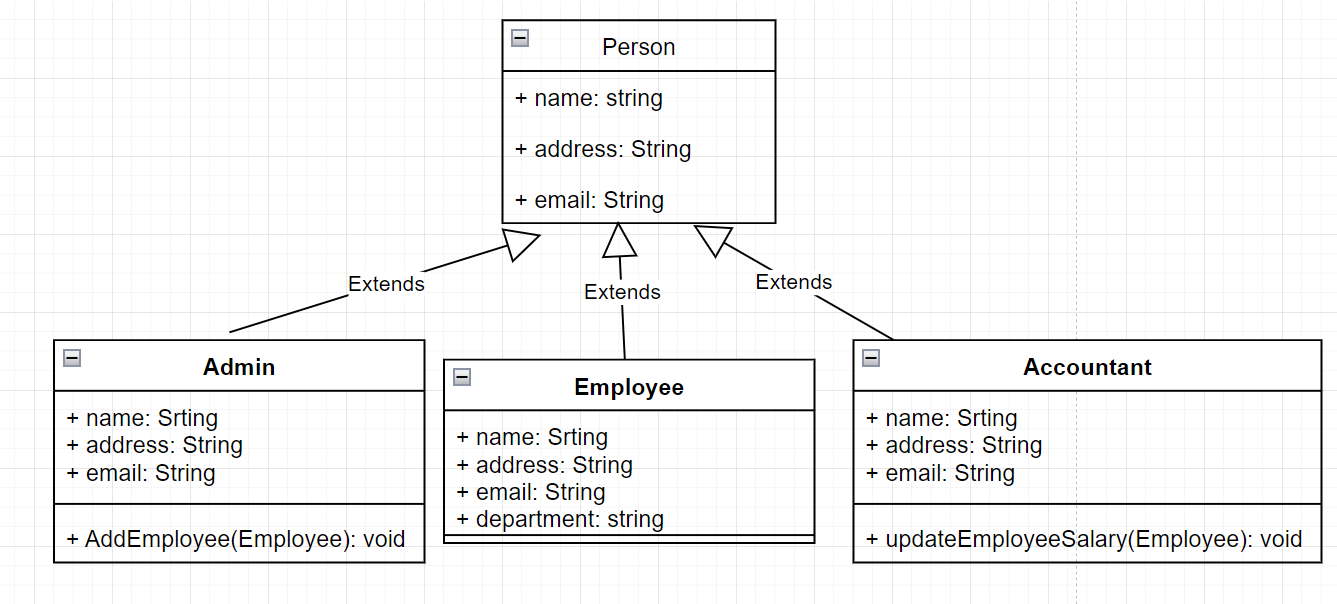 Person
+ name: string
+ address: String
+ email: String
Extends
Extends
Extends
Admin
+ name: Srting
+ address: String
+ email: String
+ AddEmployee(Employee): void
Employee
+ name: Srting
+ address: String
+ email: String
+ department: string
Accountant
+ name: Srting
+ address: String
+ email: String
+ updateEmployeeSalary(Employee): void